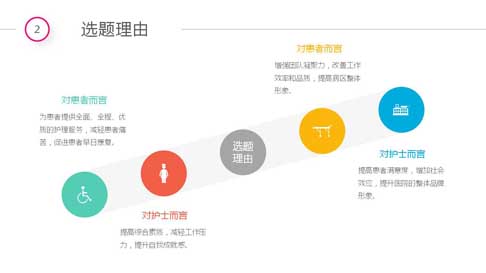 2
选题理由
对患者而言
增强团队凝聚力，改善工作
效率和品质，提高病区整体
形象。
对患者而言
为患者提供全面、全程、优
质的护理服务，减轻患者痛
苦，促进患者早日康复。
选题
理由
对护士而言
提高患者满意度，增加社会
效应，提升医院的整体品牌
形象。
对护士而言
提高综合素质，减轻工作压
力，提升自我成就感。